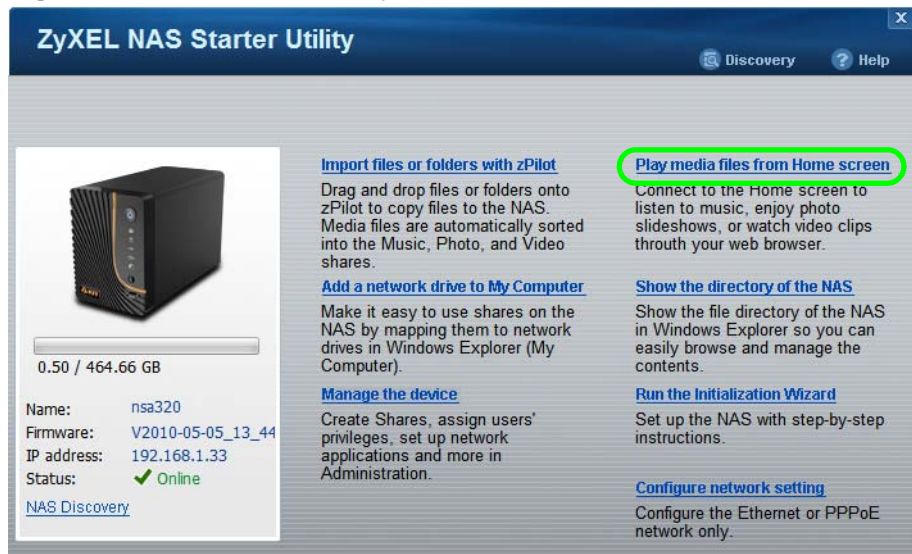 ZyXEL NAS Starter Utility
X
Discovery
? Help
0.50 / 464.66 GB
Name: nsa320
Firmware: V2010-05-05_13_44
IP address: 192.168.1.33
Status: Online
NAS Discovery
Import files or folders with zPilot
Drag and drop files or folders onto
zPilot to copy files to the NAS.
Media files are automatically sorted
into the Music, Photo, and Video
shares.
Add a network drive to My Computer
Make it easy to use shares on the
NAS by mapping them to network
drives in Windows Explorer (My
Computer).
Manage the device
Create Shares, assign users'
privileges, set up network
applications and more in
Administration.
Play media files from Home screen
Connect to the Home screen to
listen to music, enjoy photo
slideshows, or watch video clips
throuth your web browser.
Show the directory of the NAS
Show the file directory of the NAS
in Windows Explorer so you can
easily browse and manage the
contents.
Run the Initialization Wizard
Set up the NAS with step-by-step
instructions.
Configure network setting
Configure the Ethernet or PPPoE
network only.